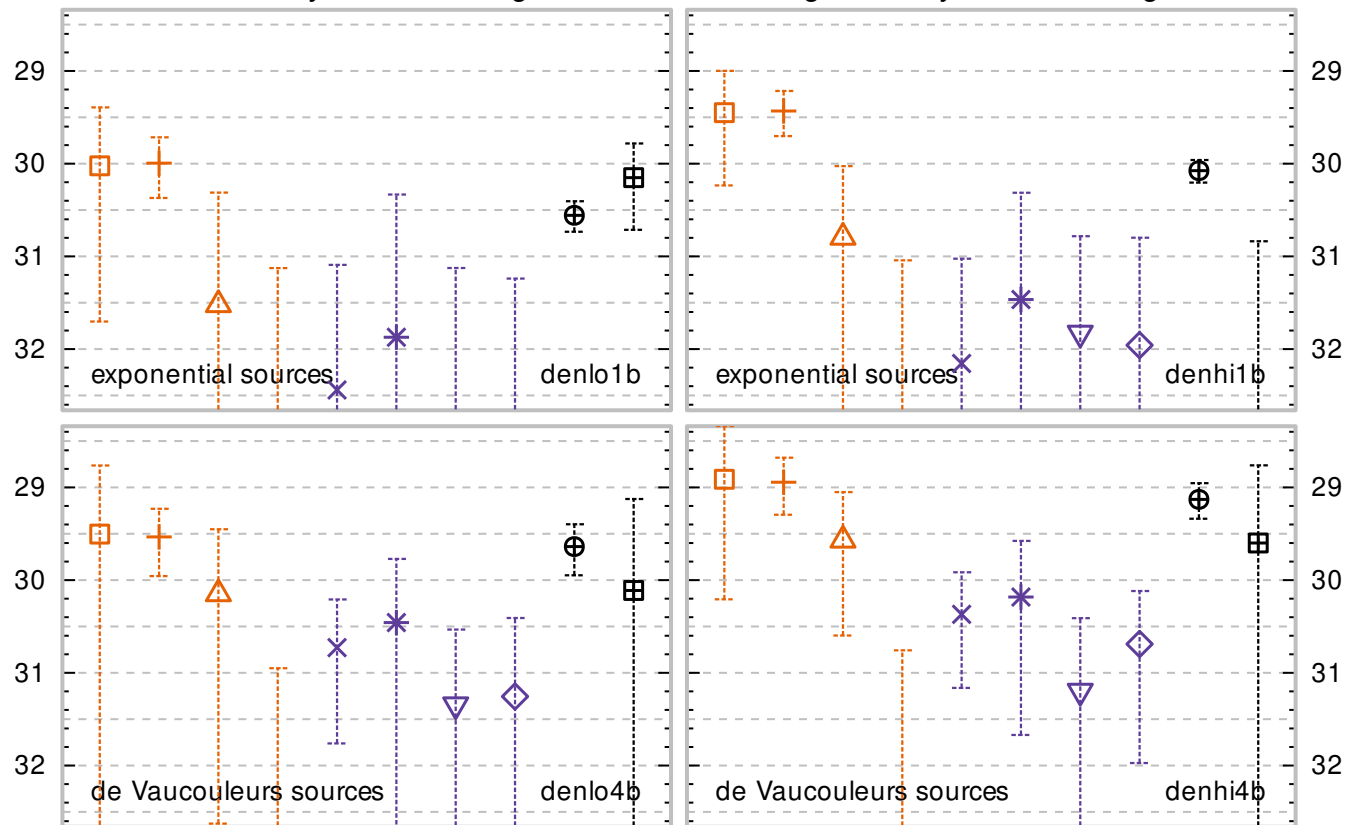 29 29
30 30
31 31
32 32
exponential sources denlo1b
exponential sources denhi1b
29 29
30 30
31 31
32 32
de Vaucouleurs sources denlo4b
de Vaucouleurs sources denhi4b